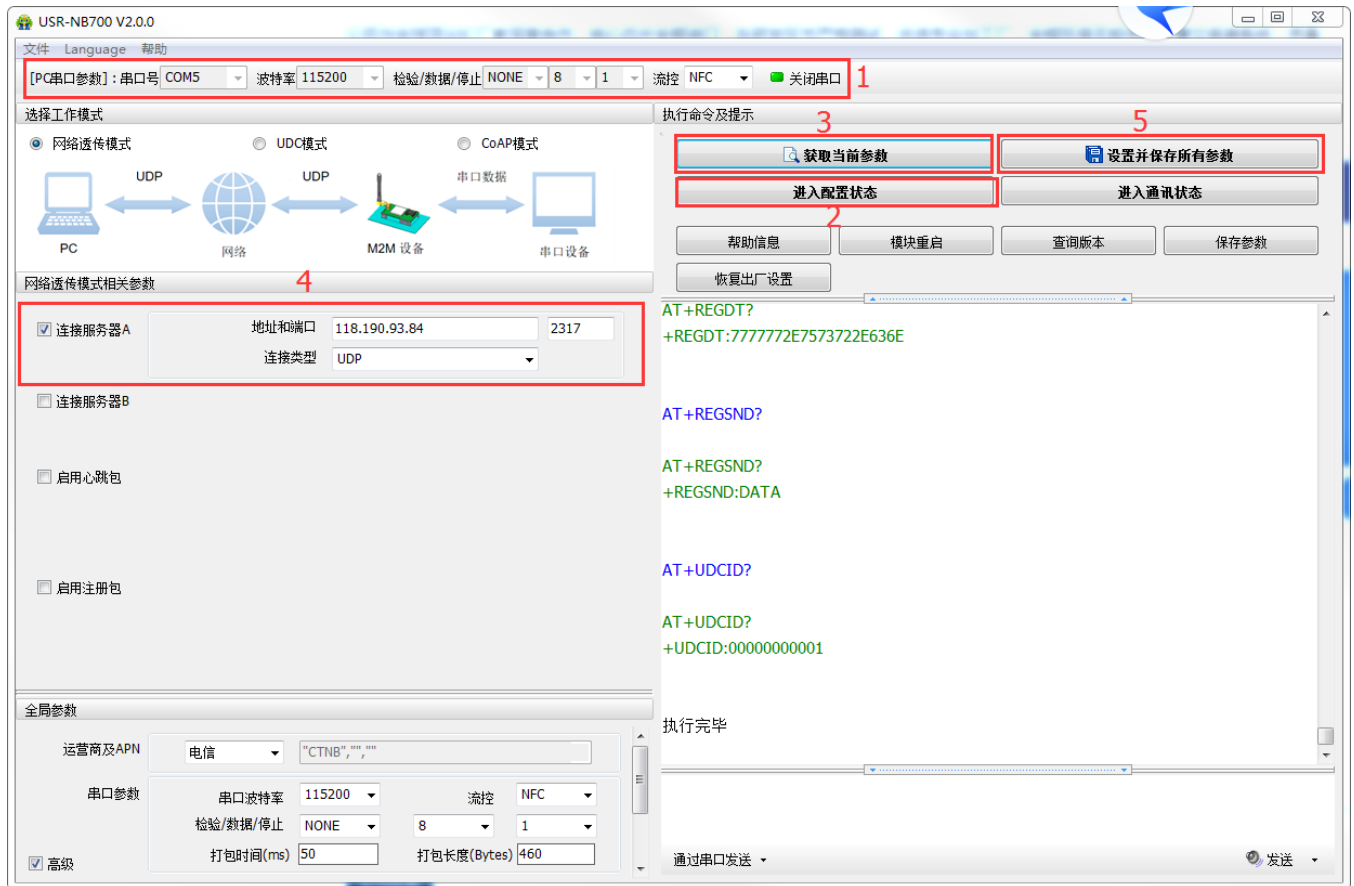 USR-NB700 V2.0.0
文件 Language 帮助
[PC串口参数]：串口号 COM5 波特率 115200 检验/数据/停止 NONE 8 1 流控 NFC 关闭串口 1
选择工作模式
网络透传模式 UDC模式 CoAP模式
UDP UDP 串口数据
PC 网络 M2M 设备 串口设备
网络透传模式相关参数 4
连接服务器A 地址和端口 118.190.93.84 2317
连接类型 UDP
连接服务器B
启用心跳包
启用注册包
全局参数
运营商及APN 电信 "CTNB","",""
串口参数 串口波特率 115200 流控 NFC
检验/数据/停止 NONE 8 1
高级 打包时间(ms) 50 打包长度(Bytes) 460
执行命令及提示
3 5
获取当前参数 设置并保存所有参数
进入配置状态 进入通讯状态
2
帮助信息 模块重启 查询版本 保存参数
恢复出厂设置
AT+REGDT?
+REGDT:7777772E7573722E636E
AT+REGSND?
AT+REGSND?
+REGSND:DATA
AT+UDCID?
AT+UDCID?
+UDCID:00000000001
执行完毕
通过串口发送 发送